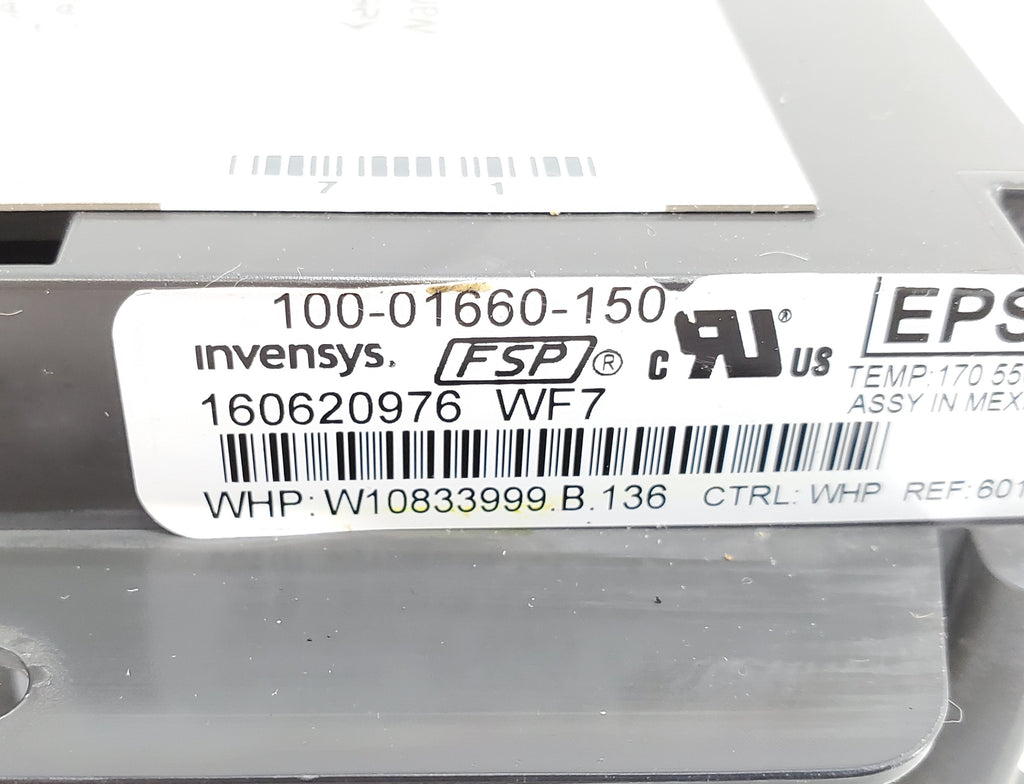 7 1
100-01660-150
invensys. FSP® C UR® US EPS
160620976 WF7
TEMP:170 55
ASSY IN MEX
WHP:W10833999.B.136 CTRL: WHP REF:601